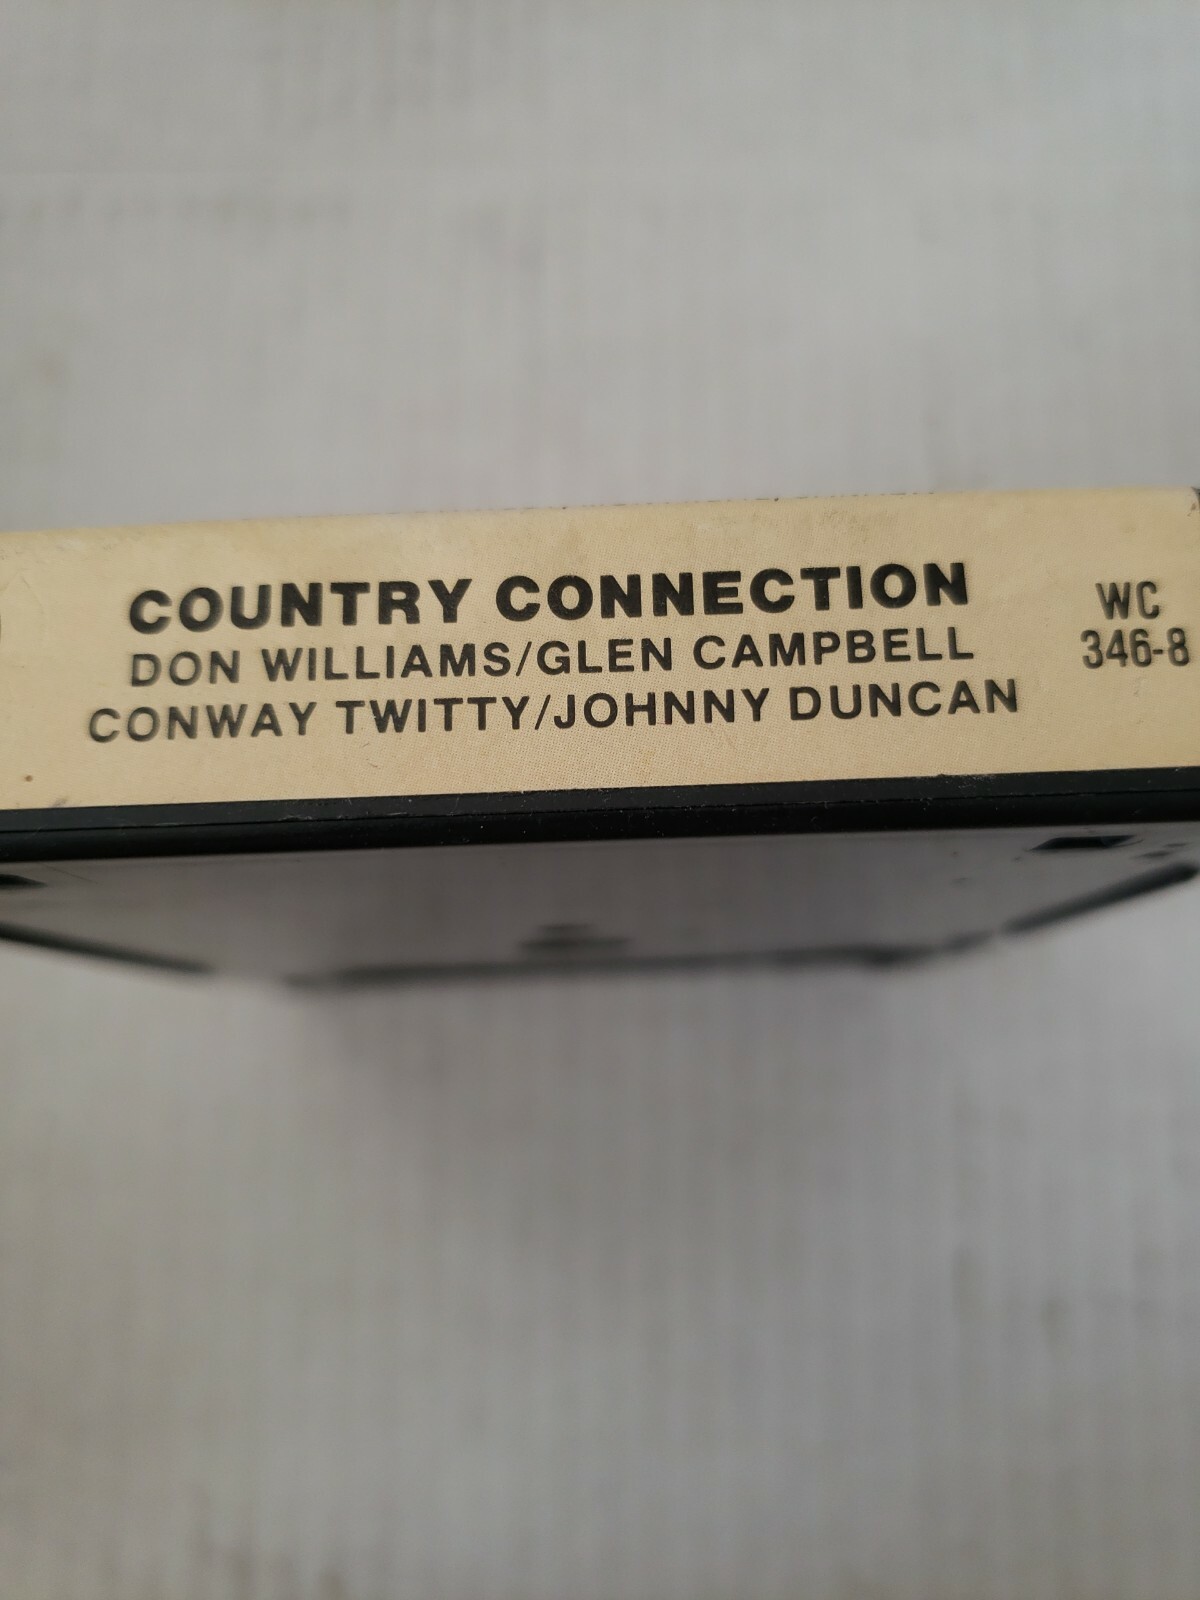 COUNTRY CONNECTION
DON WILLIAMS/GLEN CAMPBELL
CONWAY TWITTY/JOHNNY DUNCAN
WC
346-8